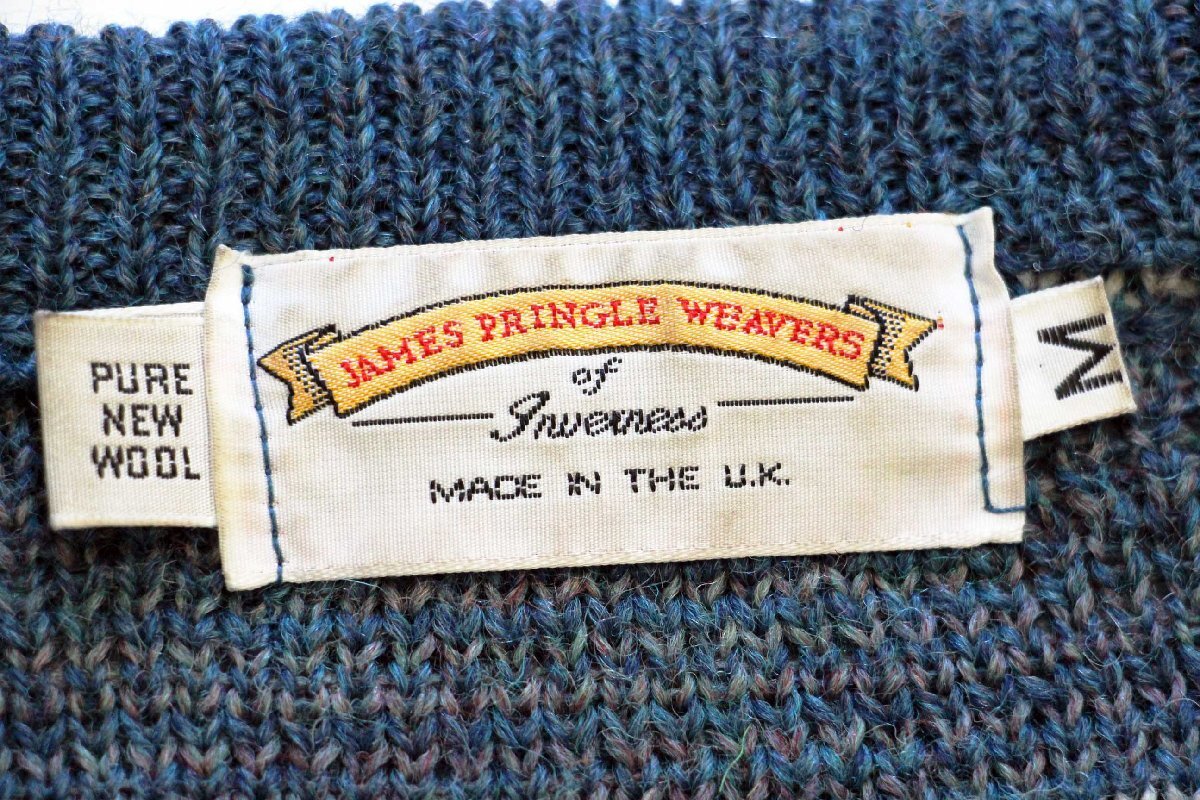 PURE
NEW
WOOL
JAMES PRINGLE WEAVERS
of
Inverness
MADE IN THE U.K.
M